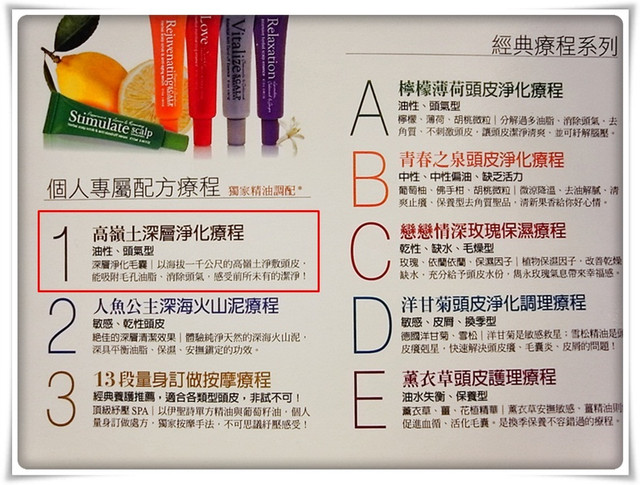 Rejuvenating
SCALP
Love
Vitalize
SCALP
Relaxation
Stimulate scalp
個人專屬配方療程 獨家精油調配*
1 高嶺土深層淨化療程
油性、頭氣型
深層淨化毛囊|以海拔一千公尺的高嶺土淨敷頭皮,
能吸附毛孔油脂、消除頭氣,感受前所未有的潔淨!
2 人魚公主深海火山泥療程
敏感、乾性頭皮
絶佳的深層清潔效果|體驗純淨天然的深海火山泥,
深具平衡油脂、保濕、安撫鎮定的功效。
3 13段量身訂做按摩療程
經典養護推薦,適合各類型頭皮,非試不可!
頂級紓壓SPA|以伊聖詩單方精油與葡萄籽油,個人
量身訂做處方,獨家按摩手法,不可思議紓壓感受!
經典療程系列
A 檸檬薄荷頭皮淨化療程
油性、頭氣型
檸檬、薄荷、胡桃微粒|分解過多油脂、消除頭氣,去
角質,不刺激頭皮,讓頭皮潔淨清爽,並可紓解腦壓。
B 青春之泉頭皮淨化療程
中性、中性偏油、缺乏活力
葡萄柚、佛手柑、胡桃微粒|微涼降溫、去油解膩,清
爽止癢、保養型去角質聖品,清新果香給你好心情。
C 戀戀情深玫瑰保濕療程
乾性、缺水、毛燥型
玫瑰、依蘭依蘭、保濕因子|植物保濕因子,改善乾燥
缺水、充分給予頭皮水份,雋永玫瑰氣息帶來幸福感。
D 洋甘菊頭皮淨化調理療程
敏感、皮屑、換季型
德國洋甘菊、雪松|洋甘菊是敏感救星;雪松精油是頭
皮癢剋星,快速解決頭皮癢、毛囊炎、皮屑的問題!
E 薰衣草頭皮護理療程
油水失衡、保養型
薰衣草、薑、花植精華|薰衣草安撫敏感、薑精油則
促進血循、活化毛囊。是換季保養不容錯過的療程。